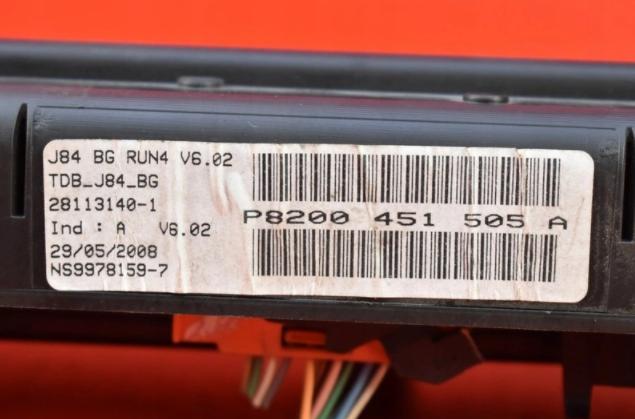 J84 BG RUN4 V6.02
TDB_J84_BG
28113140-1
Ind : A V6.02
29/05/2008
NS9978159-7
P8200 451 505 A